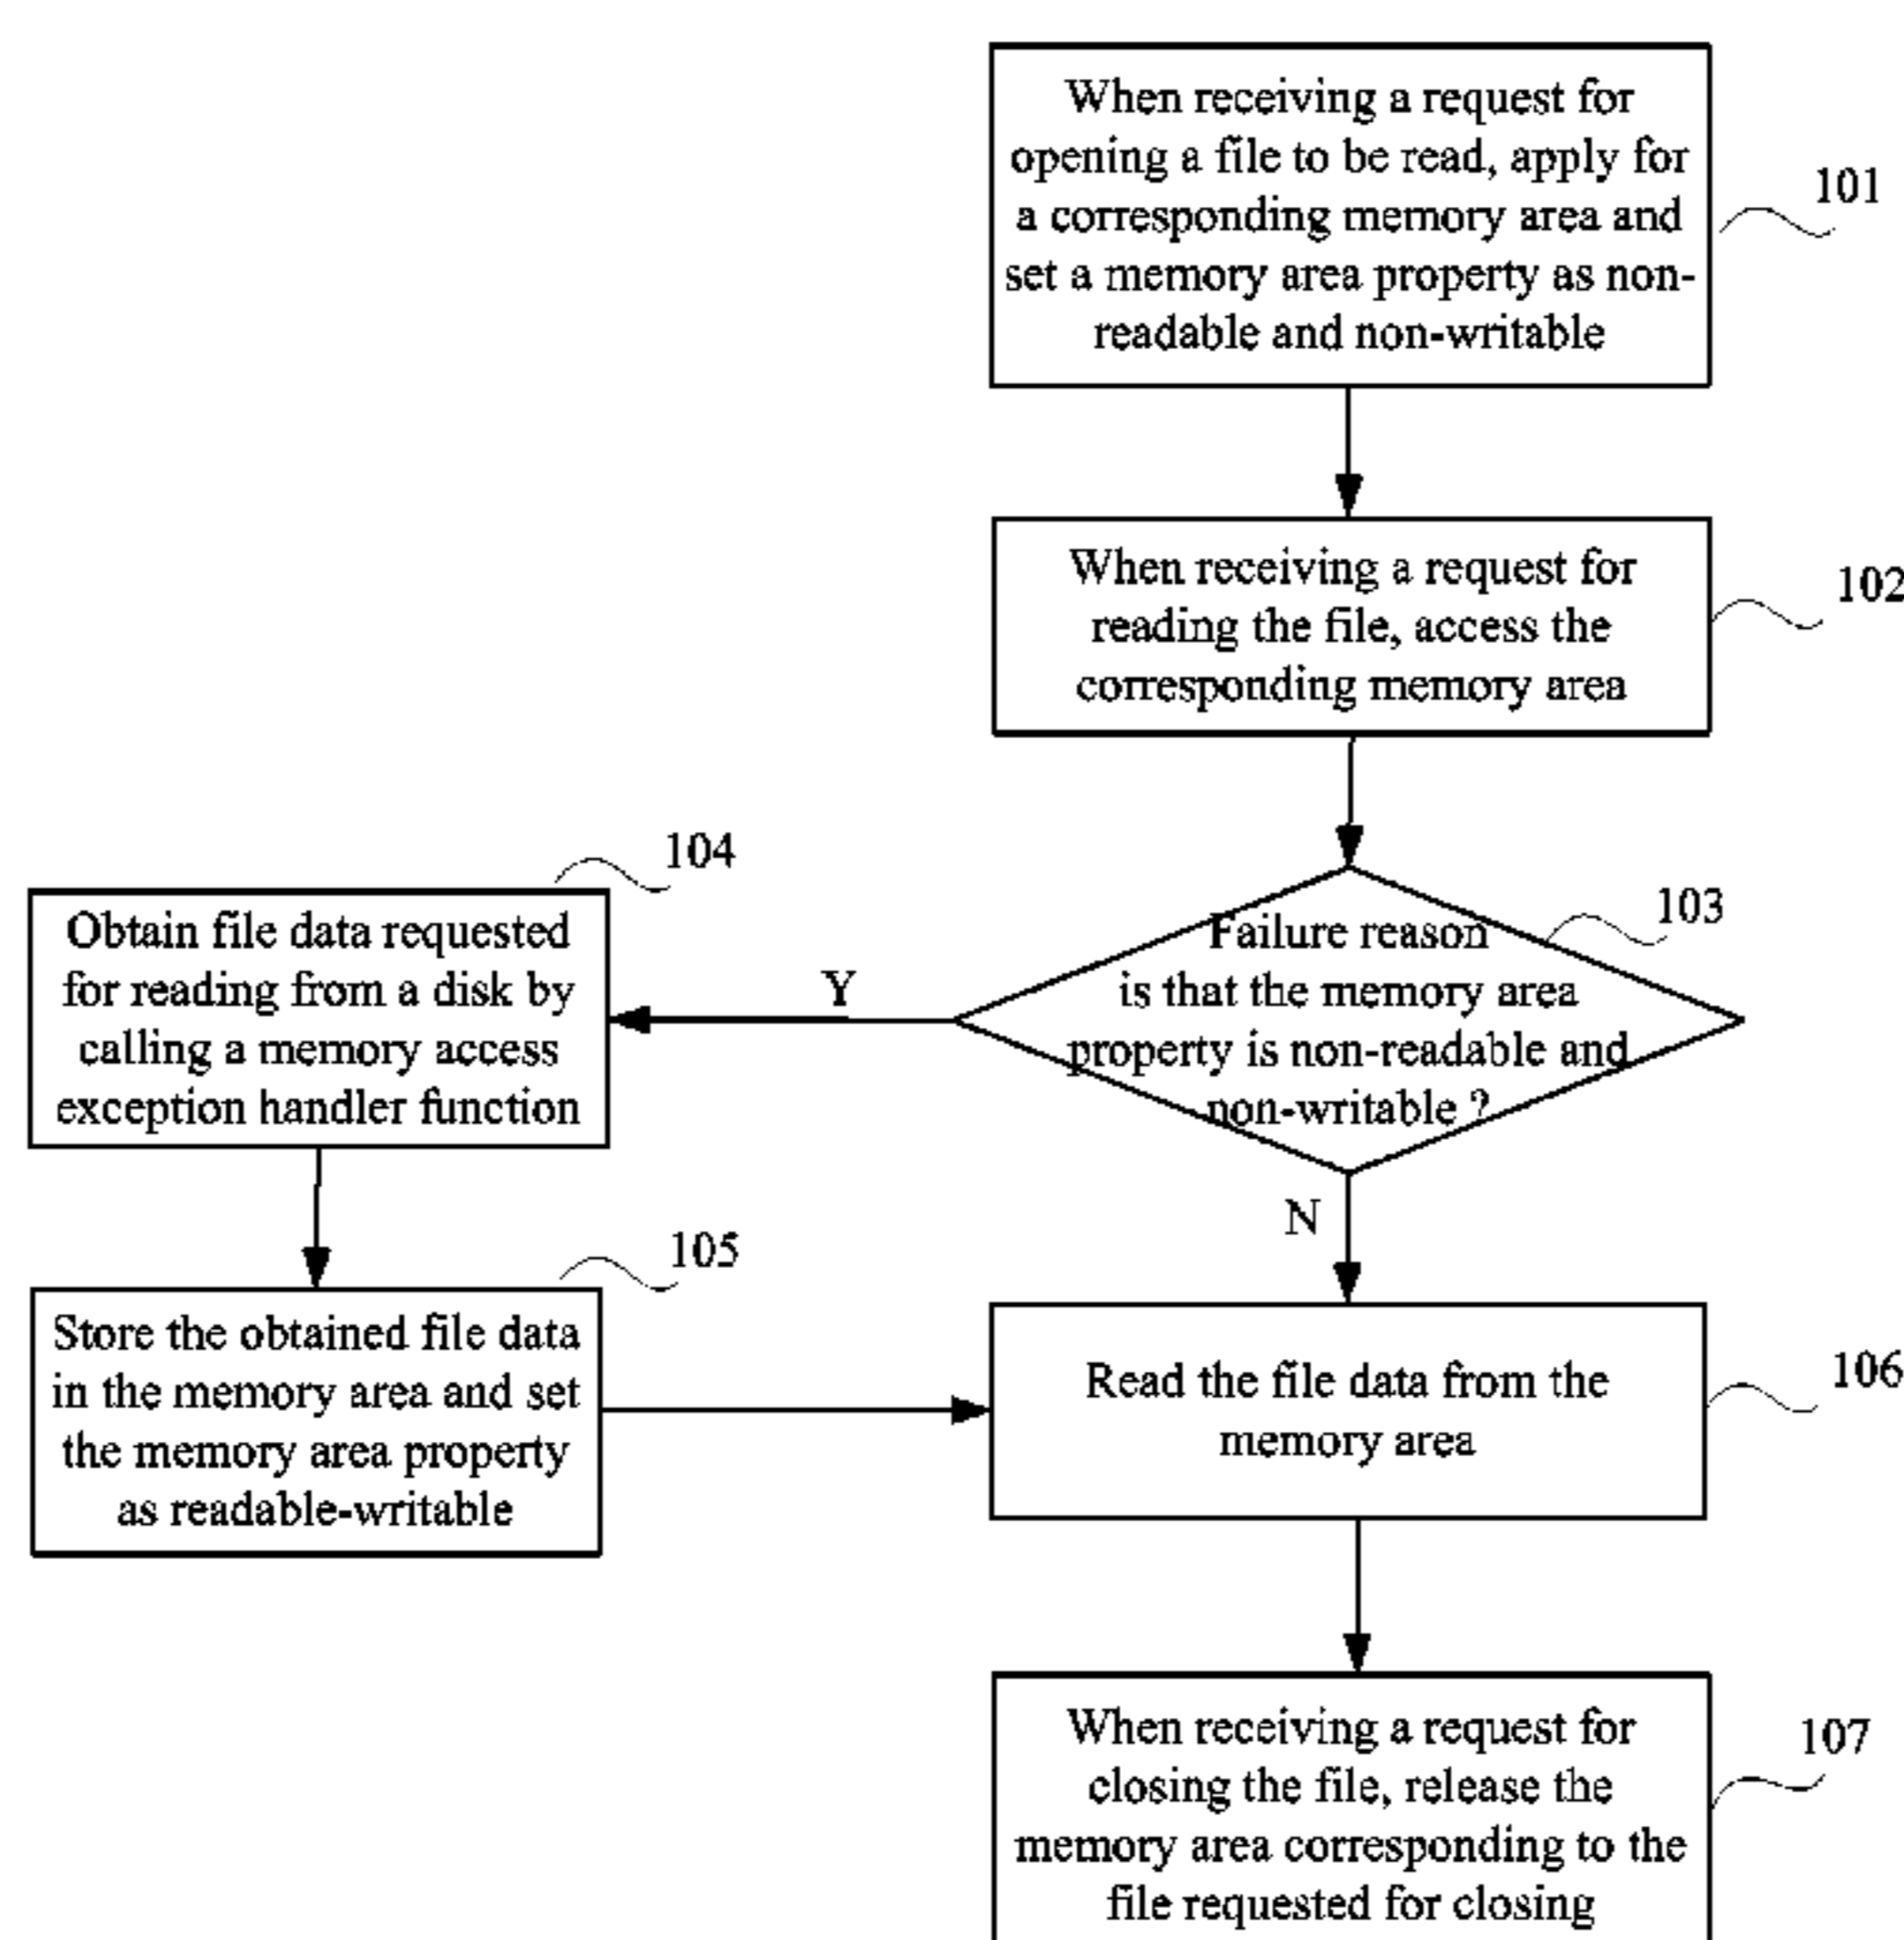 When receiving a request for
opening a file to be read, apply for
a corresponding memory area and
set a memory area property as non-
readable and non-writable
101
When receiving a request for
reading the file, access the
corresponding memory area
102
Failure reason
is that the memory area
property is non-readable and
non-writable ?
103
Y
104
Obtain file data requested
for reading from a disk by
calling a memory access
exception handler function
N
105
Store the obtained file data
in the memory area and set
the memory area property
as readable-writable
Read the file data from the
memory area
106
When receiving a request for
closing the file, release the
memory area corresponding to the
file requested for closing
107